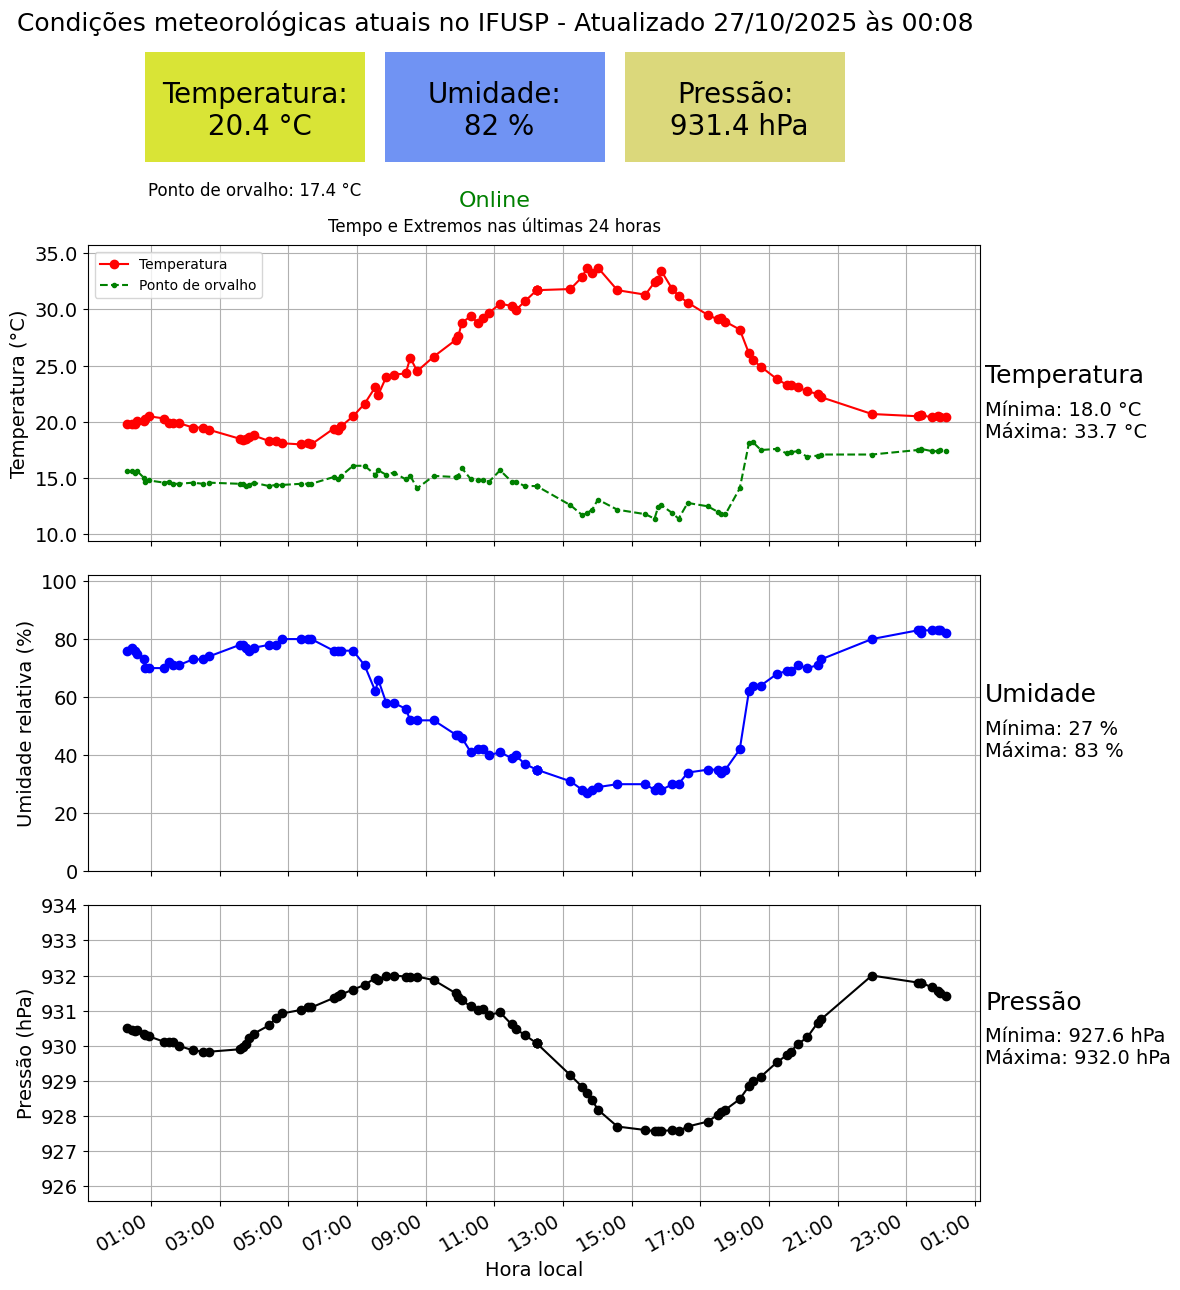 Condições meteorológicas atuais no IFUSP - Atualizado 27/10/2025 às 00:08
Temperatura:
20.4 °C
Umidade:
82 %
Pressão:
931.4 hPa
Ponto de orvalho: 17.4 °C
Online
Tempo e Extremos nas últimas 24 horas
Temperatura (°C)
35.0
30.0
25.0
20.0
15.0
10.0
Temperatura
Ponto de orvalho
Temperatura
Mínima: 18.0 °C
Máxima: 33.7 °C
Umidade relativa (%)
100
80
60
40
20
0
Umidade
Mínima: 27 %
Máxima: 83 %
Pressão (hPa)
934
933
932
931
930
929
928
927
926
Pressão
Mínima: 927.6 hPa
Máxima: 932.0 hPa
01:00 03:00 05:00 07:00 09:00 11:00 13:00 15:00 17:00 19:00 21:00 23:00 01:00
Hora local